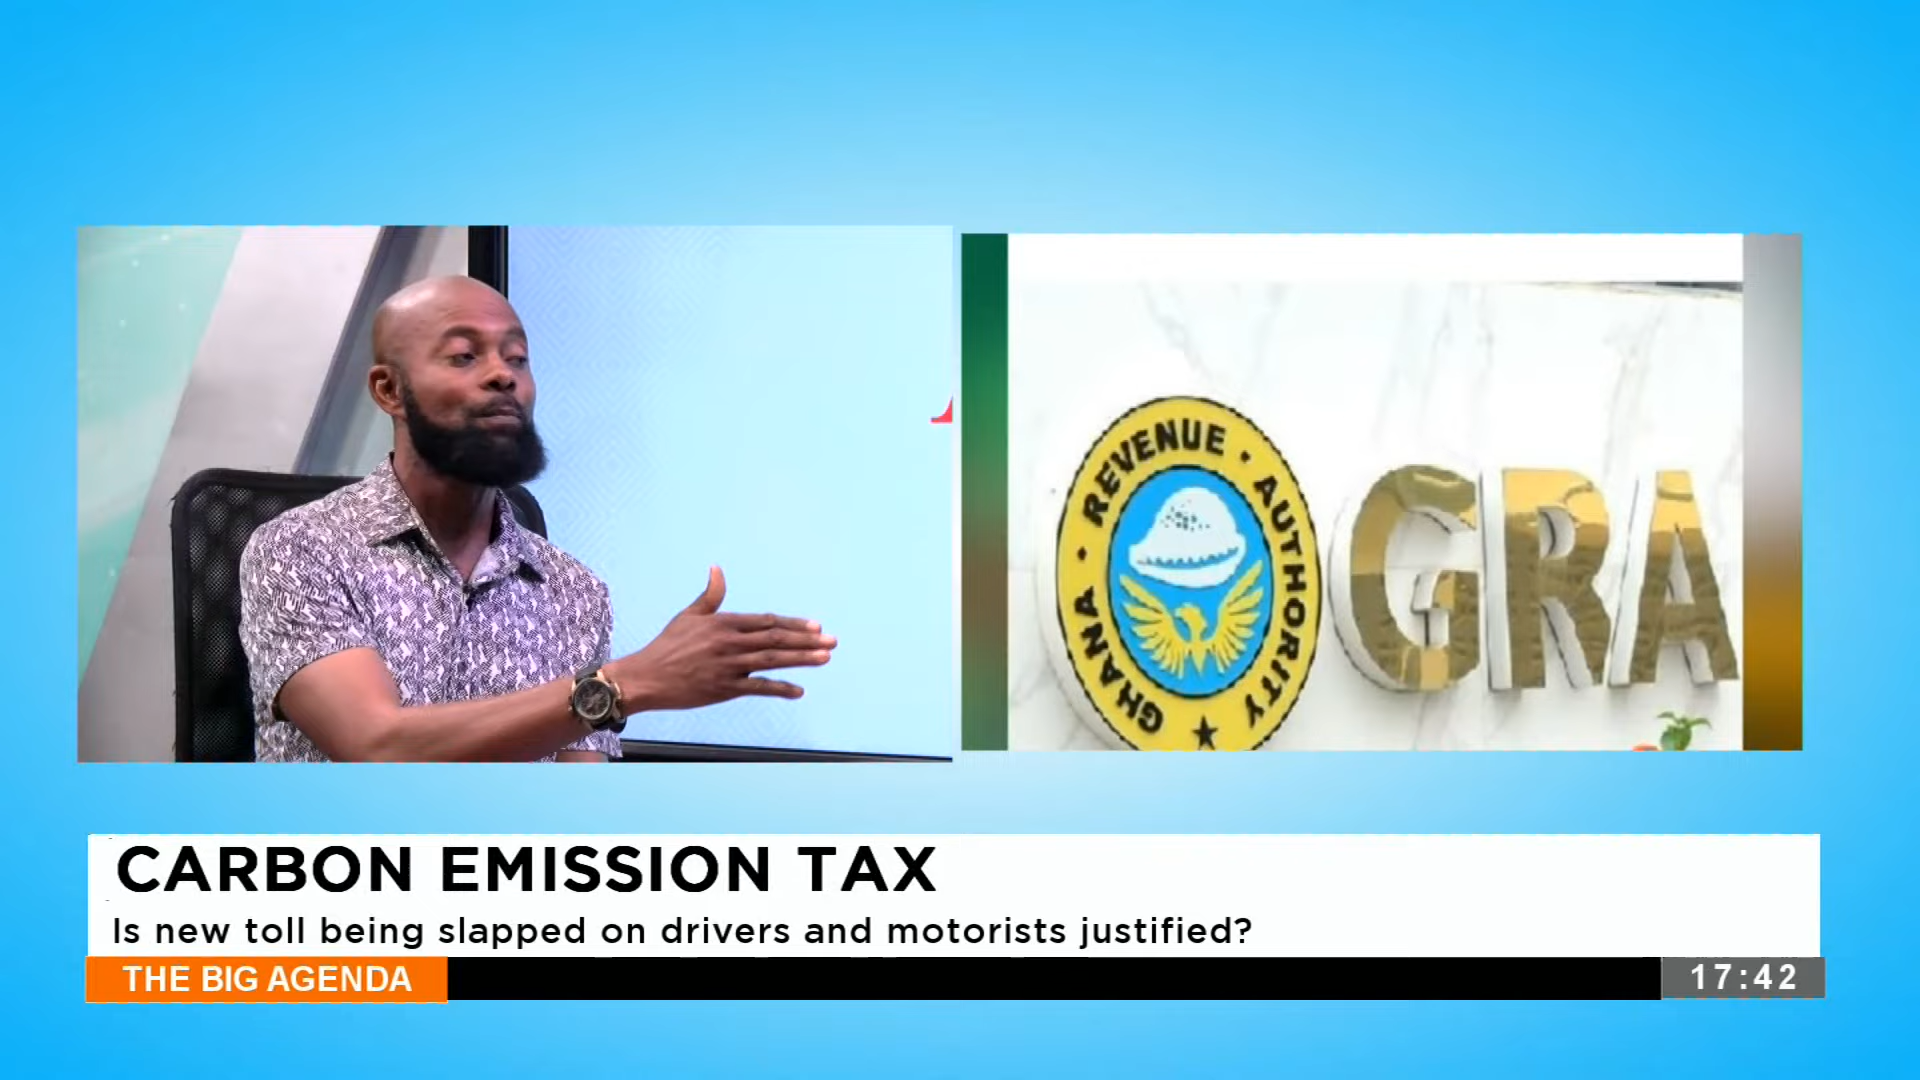 GHANA · REVENUE · AUTHORITY
GRA
CARBON EMISSION TAX
Is new toll being slapped on drivers and motorists justified?
THE BIG AGENDA
17:42